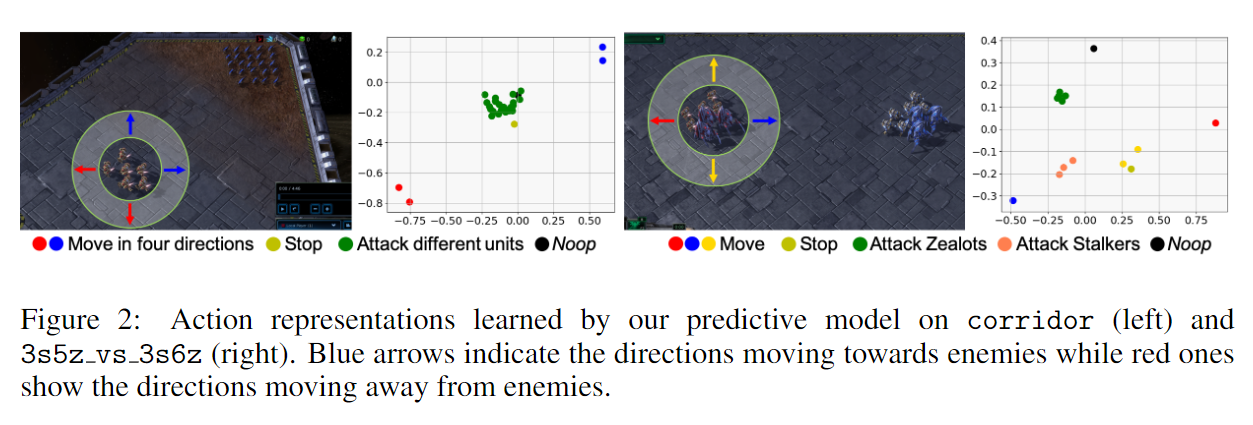 0.2
0.0
−0.2
−0.4
−0.6
−0.8
−0.75 −0.50 −0.25 0.00 0.25 0.50
0.4
0.3
0.2
0.1
0.0
−0.1
−0.2
−0.3
−0.50 −0.25 0.00 0.25 0.50 0.75
Move in four directions Stop Attack different units Noop
Move Stop Attack Zealots Attack Stalkers Noop
Figure 2: Action representations learned by our predictive model on corridor (left) and
3s5z_vs_3s6z (right). Blue arrows indicate the directions moving towards enemies while red ones
show the directions moving away from enemies.